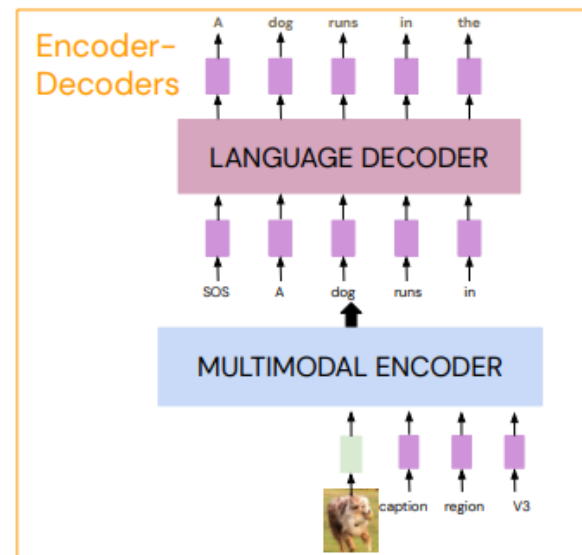 Encoder-
Decoders
A dog runs in the
LANGUAGE DECODER
SOS A dog runs in
MULTIMODAL ENCODER
caption region V3